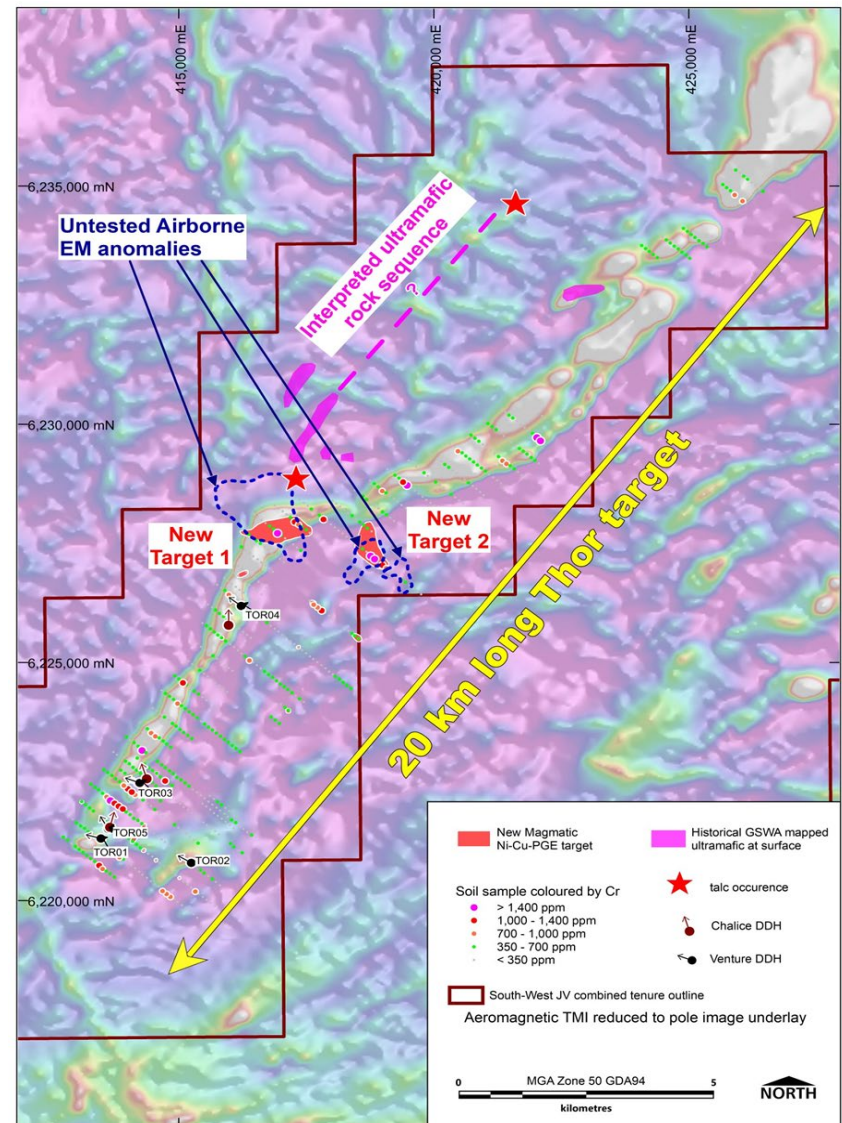 415,000 mE
420,000 mE
425,000 mE
6,235,000 mN
6,230,000 mN
6,225,000 mN
6,220,000 mN
Untested Airborne
EM anomalies
Interpreted ultramafic
rock sequence
?
New
Target 1
New
Target 2
20 km long Thor target
TOR04
TOR03
TOR05
TOR01
TOR02
New Magmatic
Ni-Cu-PGE target
Historical GSWA mapped
ultramafic at surface
Soil sample coloured by Cr
> 1,400 ppm
1,000 - 1,400 ppm
700 - 1,000 ppm
350 - 700 ppm
< 350 ppm
talc occurence
Chalice DDH
Venture DDH
South-West JV combined tenure outline
Aeromagnetic TMI reduced to pole image underlay
0 MGA Zone 50 GDA94 5
kilometres
NORTH